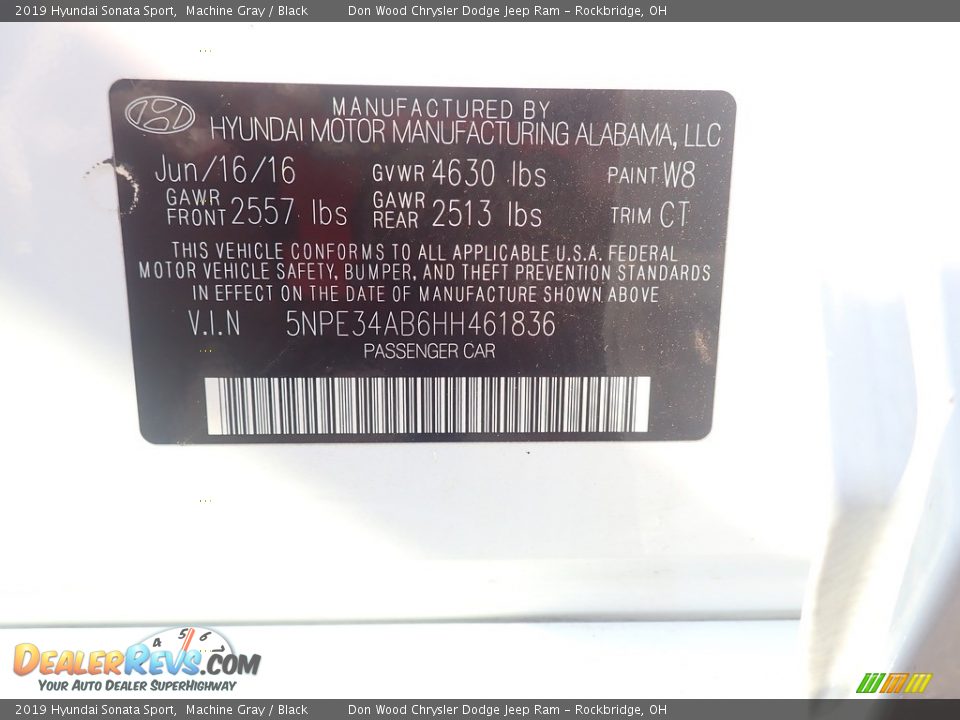 2019 Hyundai Sonata Sport, Machine Gray / Black Don Wood Chrysler Dodge Jeep Ram - Rockbridge, OH
MANUFACTURED BY
HYUNDAI MOTOR MANUFACTURING ALABAMA, LLC
Jun/16/16 GVWR 4630 lbs PAINT W8
GAWR FRONT 2557 lbs GAWR REAR 2513 lbs TRIM CT
THIS VEHICLE CONFORMS TO ALL APPLICABLE U.S.A. FEDERAL
MOTOR VEHICLE SAFETY, BUMPER, AND THEFT PREVENTION STANDARDS
IN EFFECT ON THE DATE OF MANUFACTURE SHOWN ABOVE
V.I.N 5NPE34AB6HH461836
PASSENGER CAR
4 5 6 7
DEALERREVS.COM
YOUR AUTO DEALER SUPERHIGHWAY
2019 Hyundai Sonata Sport, Machine Gray / Black Don Wood Chrysler Dodge Jeep Ram - Rockbridge, OH